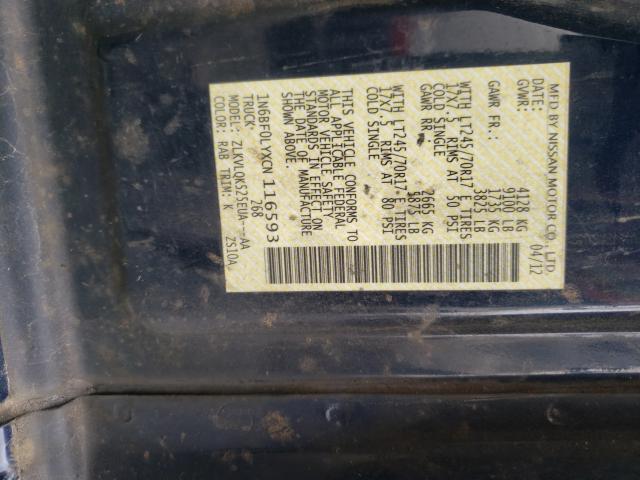 MFD BY NISSAN MOTOR CO., LTD.
DATE: 04/12
GVWR: 4128 KG
9100 LB
GAWR FR: 1735 KG
3825 LB
WITH LT245/70R17 E TIRES
17X7.5 RIMS AT 50 PSI
COLD SINGLE
GAWR RR: 2665 KG
5875 LB
WITH LT245/70R17 E TIRES
17X7.5 RIMS AT 80 PSI
COLD SINGLE
THIS VEHICLE CONFORMS TO
ALL APPLICABLE FEDERAL
MOTOR VEHICLE SAFETY
STANDARDS IN EFFECT ON
THE DATE OF MANUFACTURE
SHOWN ABOVE.
1N6BF0LYXCN116593
TRUCK 268
MODEL: ZLKVLQKS25EUA---AA
COLOR: RAB TRIM: K ZS10A